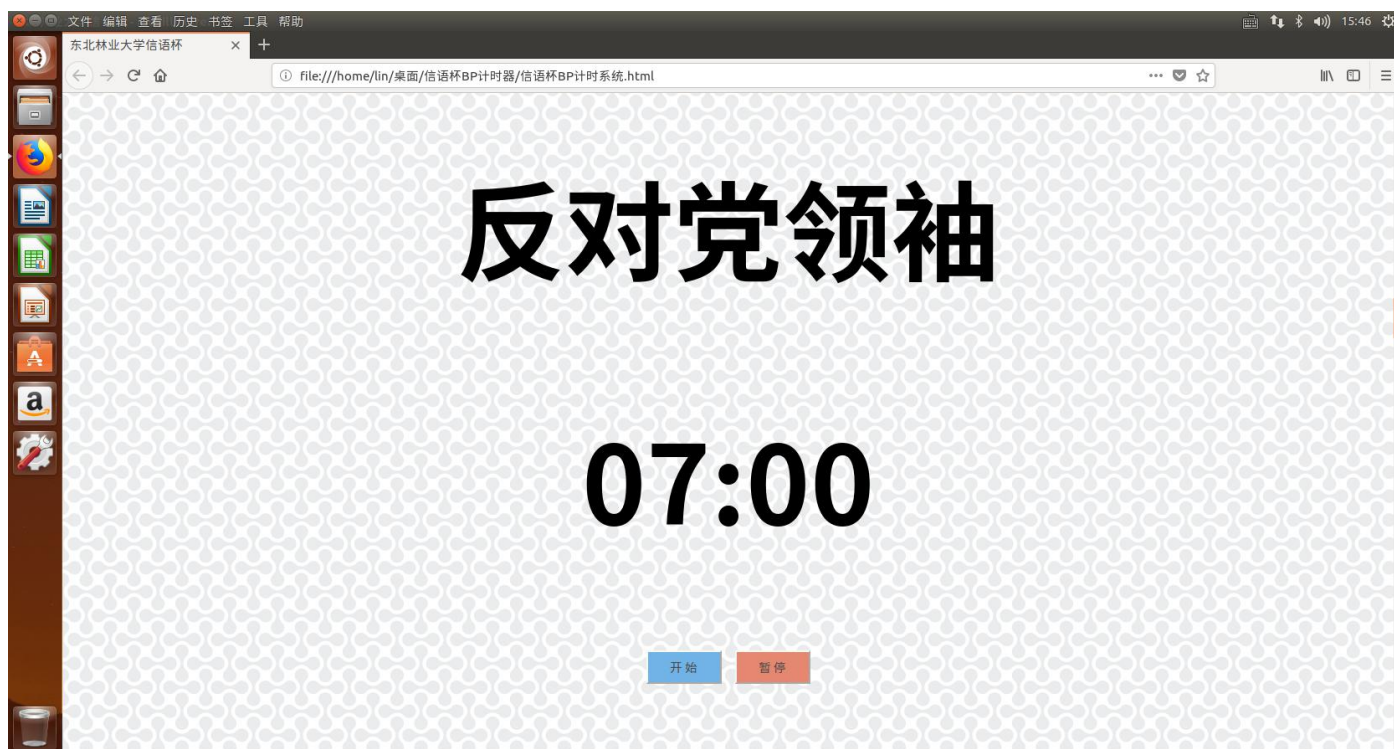 文件 编辑 查看 历史 书签 工具 帮助
15:46
东北林业大学信语杯
file:///home/lin/桌面/信语杯BP计时器/信语杯BP计时系统.html
反对党领袖
07:00
开 始
暂 停